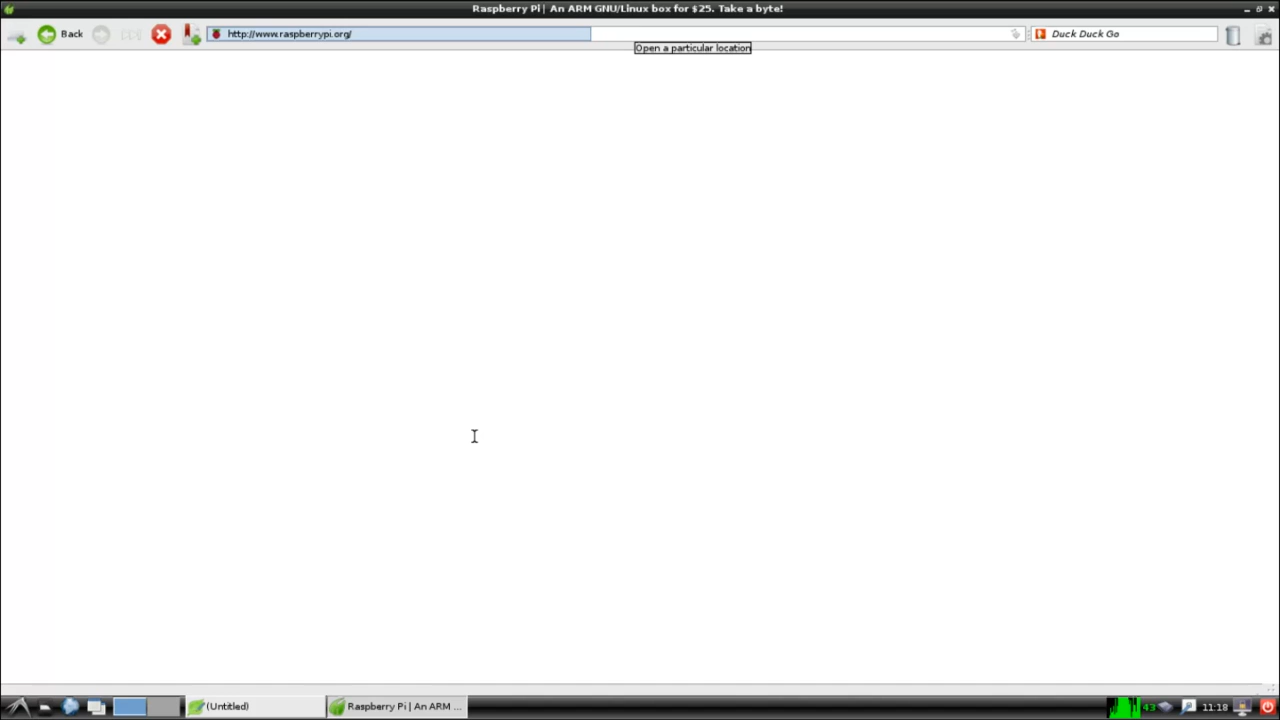 Raspberry Pi | An ARM GNU/Linux box for $25. Take a byte!
Back
http://www.raspberrypi.org/
Duck Duck Go
Open a particular location
(Untitled)
Raspberry Pi | An ARM ...
43
11:18